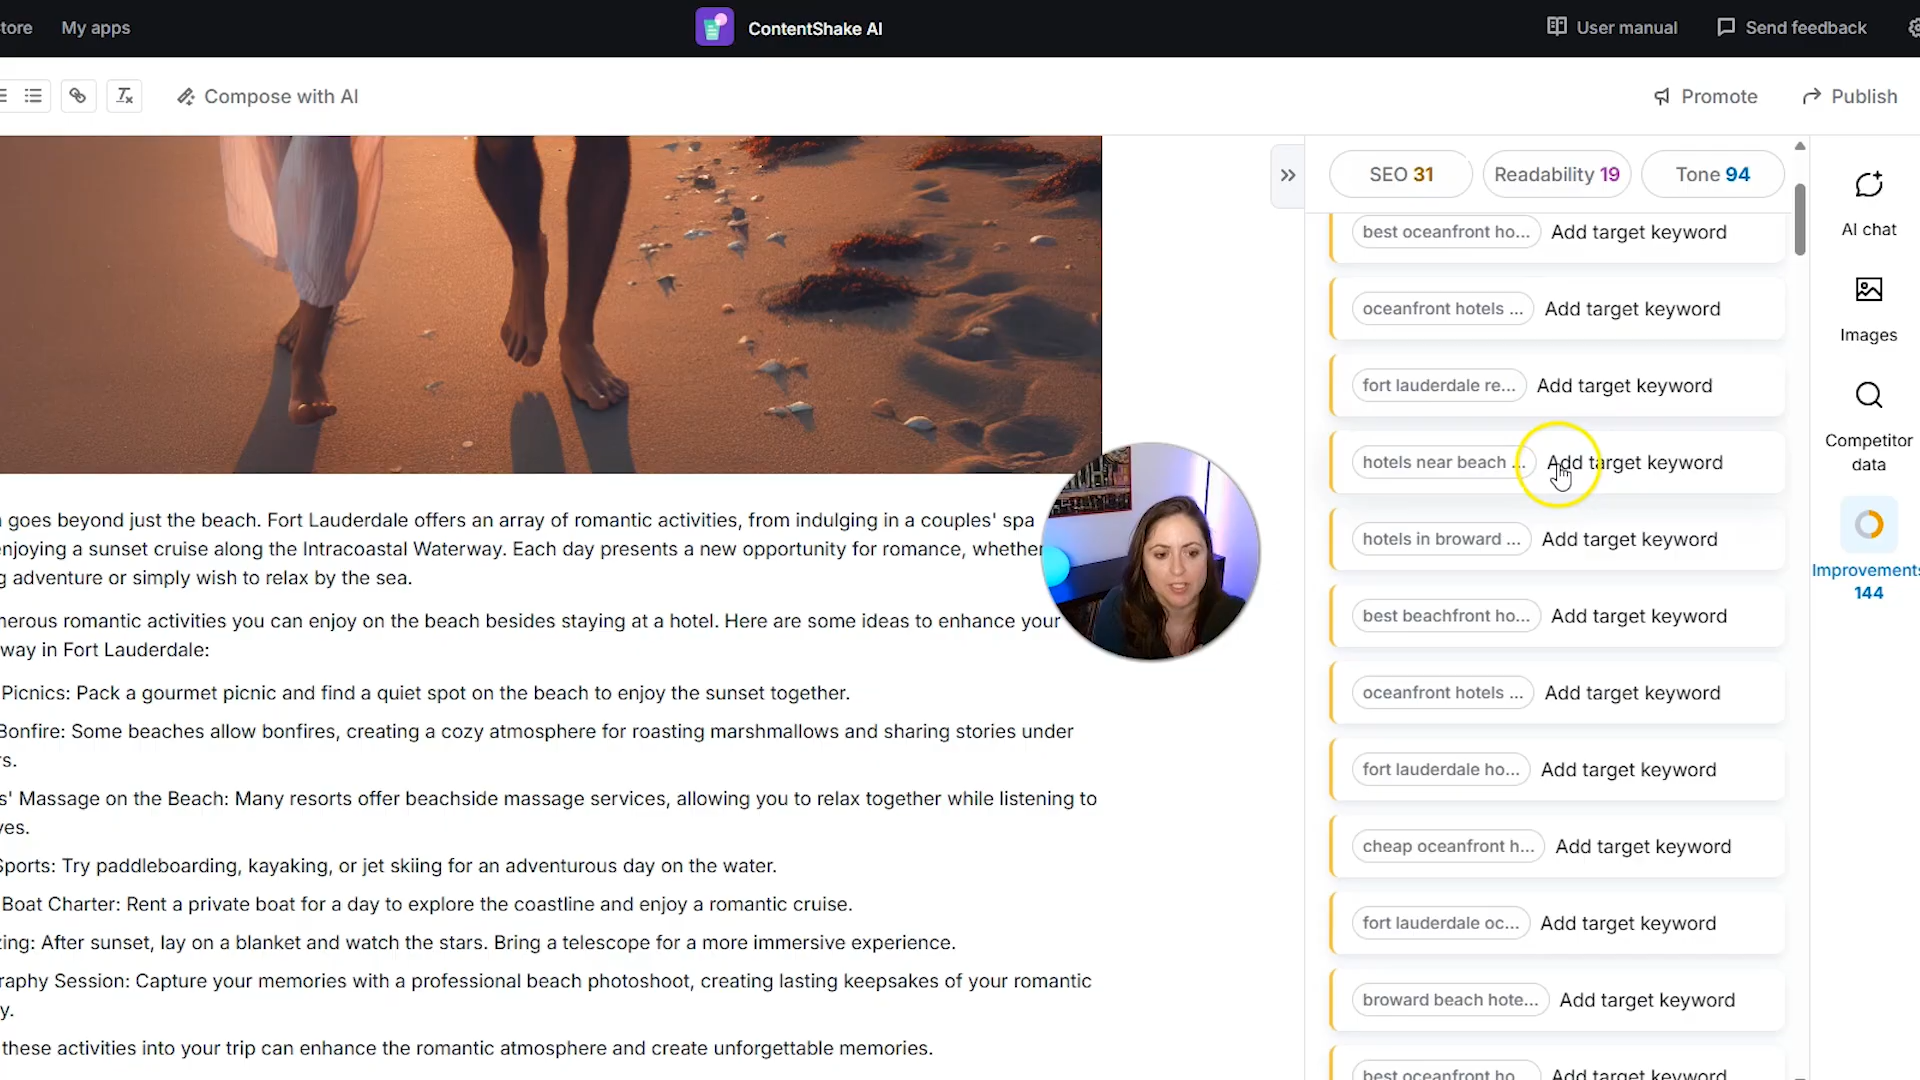 tore My apps
ContentShake AI
User manual Send feedback
Compose with AI
Promote Publish
SEO 31 Readability 19 Tone 94
best oceanfront ho... Add target keyword
oceanfront hotels ... Add target keyword
fort lauderdale re... Add target keyword
hotels near beach ... Add target keyword
hotels in broward ... Add target keyword
best beachfront ho... Add target keyword
oceanfront hotels ... Add target keyword
fort lauderdale ho... Add target keyword
cheap oceanfront h... Add target keyword
fort lauderdale oc... Add target keyword
broward beach hote... Add target keyword
best oceanfront ho... Add target keyword
AI chat
Images
Competitor
data
Improvements
144
goes beyond just the beach. Fort Lauderdale offers an array of romantic activities, from indulging in a couples' spa
enjoying a sunset cruise along the Intracoastal Waterway. Each day presents a new opportunity for romance, whether
g adventure or simply wish to relax by the sea.
nerous romantic activities you can enjoy on the beach besides staying at a hotel. Here are some ideas to enhance your
way in Fort Lauderdale:
Picnics: Pack a gourmet picnic and find a quiet spot on the beach to enjoy the sunset together.
Bonfire: Some beaches allow bonfires, creating a cozy atmosphere for roasting marshmallows and sharing stories under
rs.
s' Massage on the Beach: Many resorts offer beachside massage services, allowing you to relax together while listening to
ves.
Sports: Try paddleboarding, kayaking, or jet skiing for an adventurous day on the water.
Boat Charter: Rent a private boat for a day to explore the coastline and enjoy a romantic cruise.
zing: After sunset, lay on a blanket and watch the stars. Bring a telescope for a more immersive experience.
raphy Session: Capture your memories with a professional beach photoshoot, creating lasting keepsakes of your romantic
y.
these activities into your trip can enhance the romantic atmosphere and create unforgettable memories.